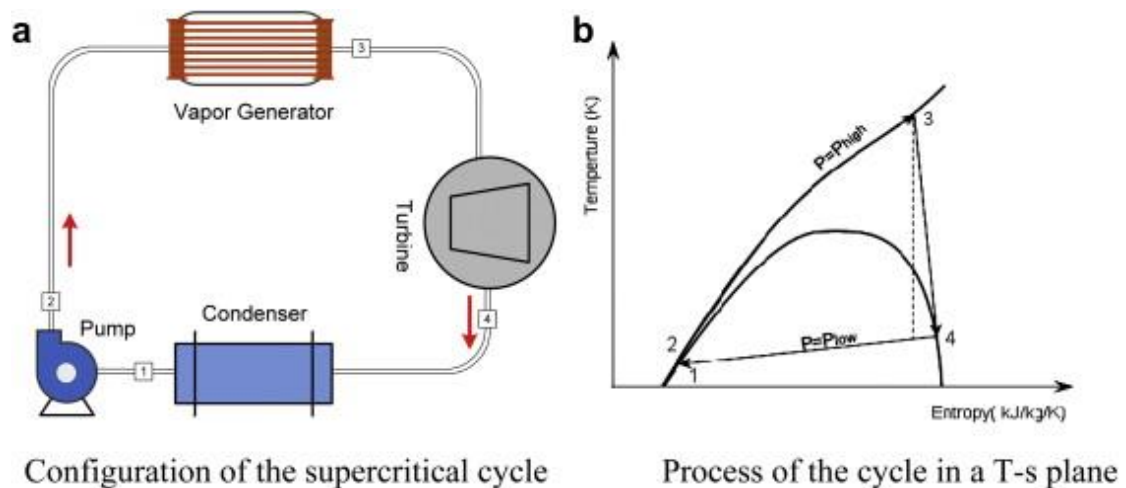 a
3
Vapor Generator
Turbine
2
Pump
Condenser
4
1
Configuration of the supercritical cycle
b
Temperture (K)
P=Phigh
3
P=Plow
4
2
1
Entropy( kJ/kg/K)
Process of the cycle in a T-s plane